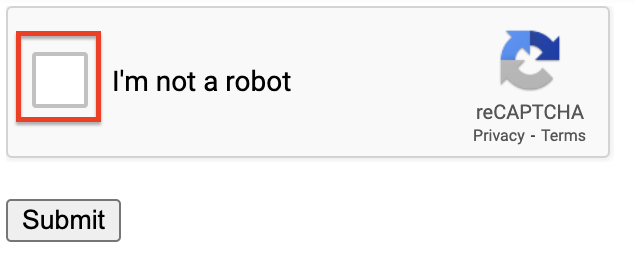 I'm not a robot
reCAPTCHA
Privacy - Terms
Submit